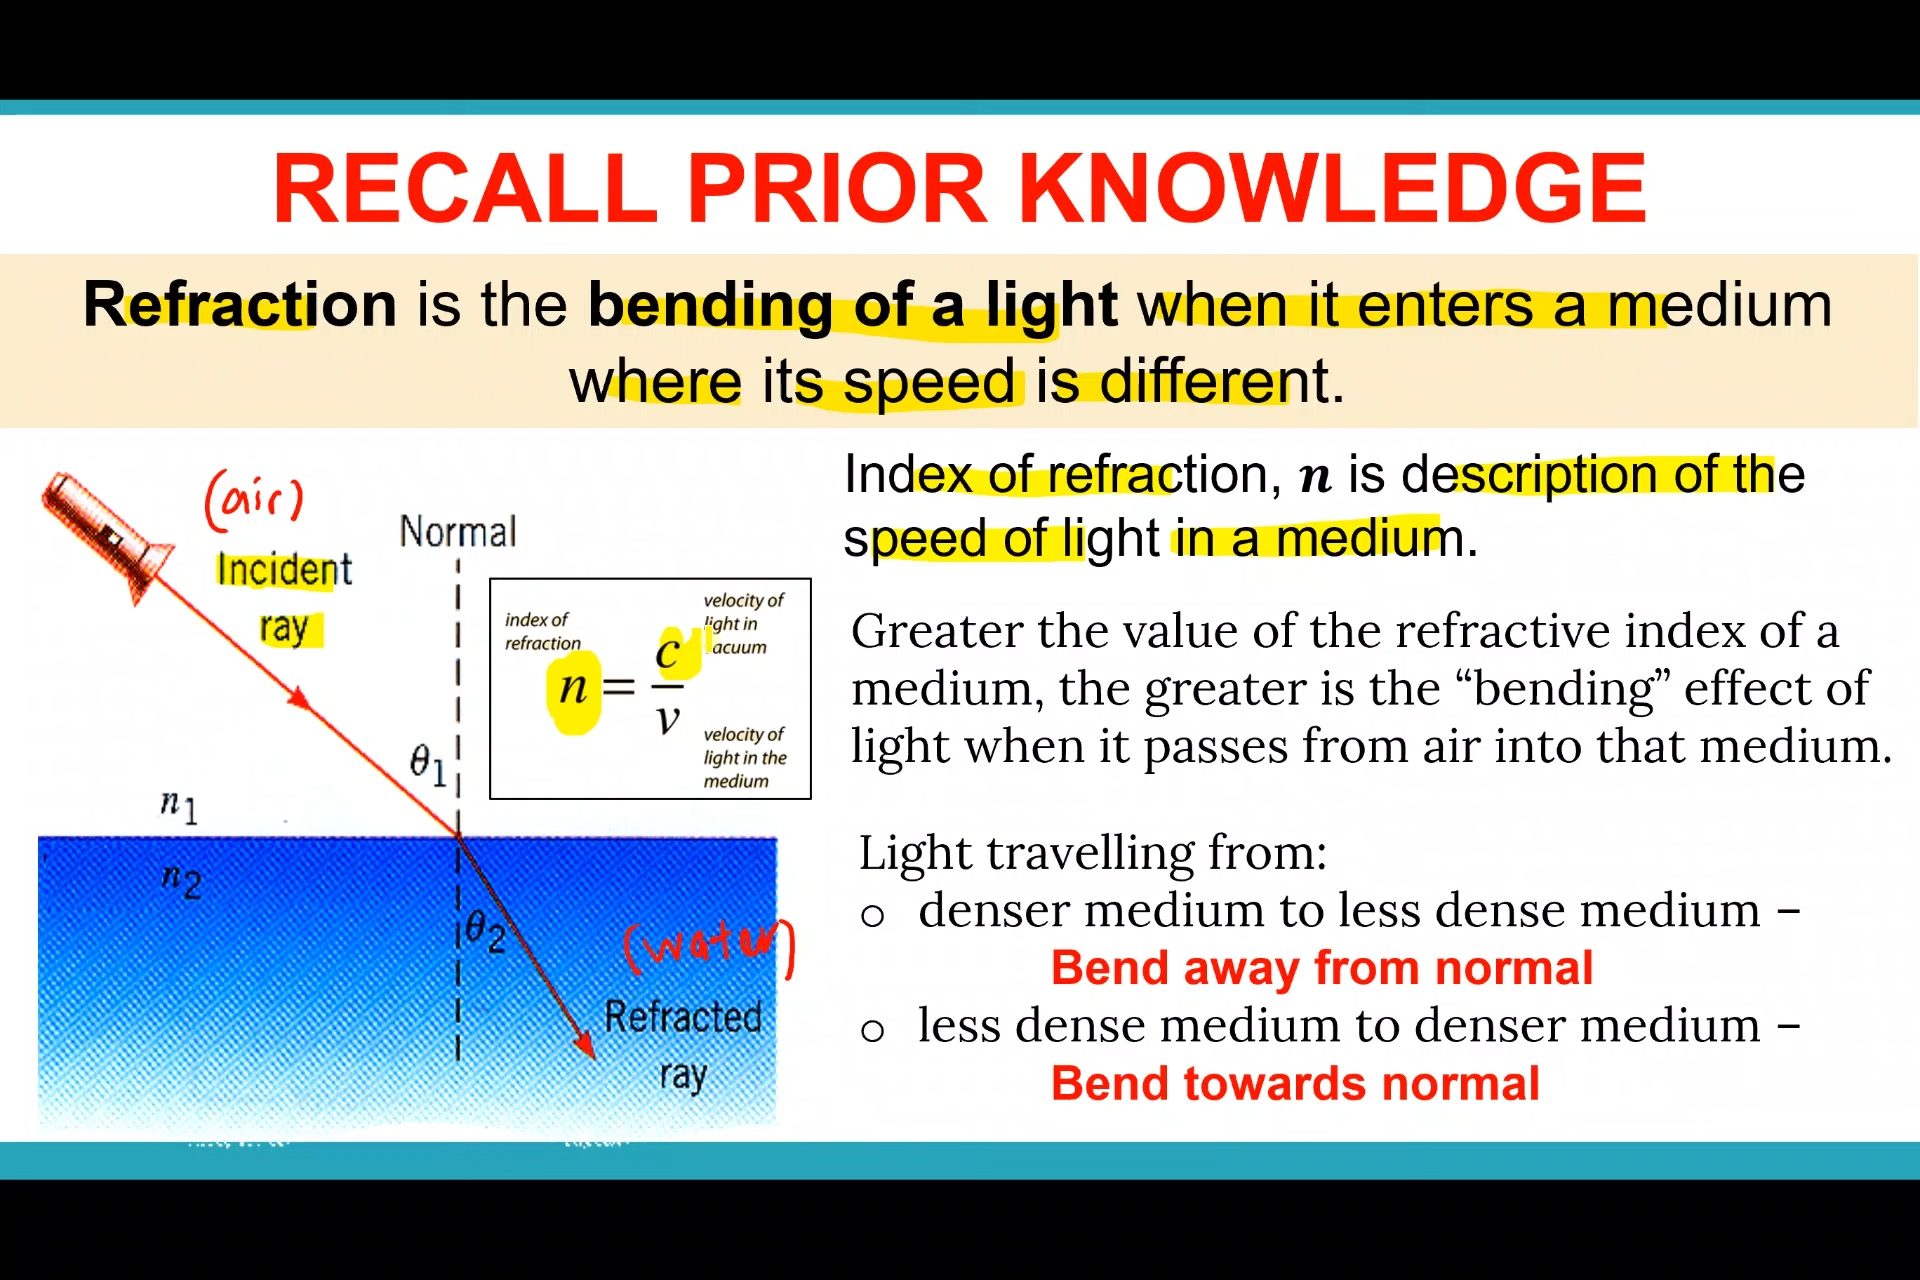 RECALL PRIOR KNOWLEDGE
Refraction is the bending of a light when it enters a medium
where its speed is different.
(air)
Incident
ray
Normal
index of
refraction
velocity of
light in
acuum
n = c
v
velocity of
light in the
medium
θ1
n1
n2
θ2
(water)
Refracted
ray
Index of refraction, n is description of the
speed of light in a medium.
Greater the value of the refractive index of a
medium, the greater is the “bending” effect of
light when it passes from air into that medium.
Light travelling from:
o denser medium to less dense medium –
Bend away from normal
o less dense medium to denser medium –
Bend towards normal